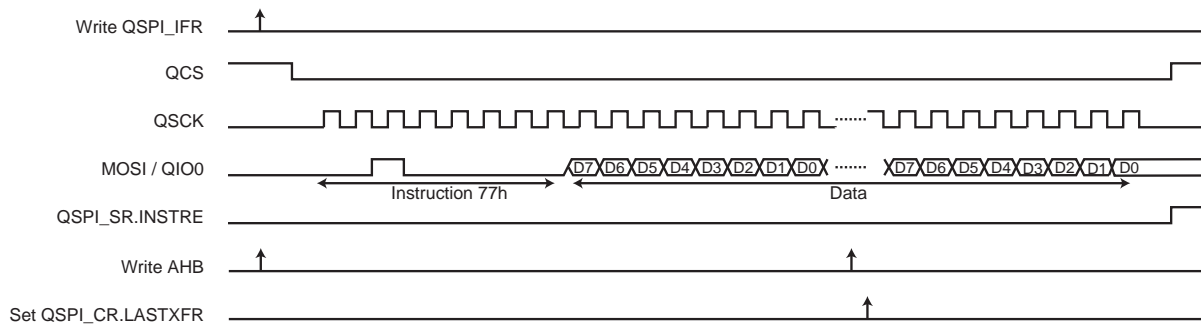 Write QSPI_IFR
QCS
QSCK
MOSI / QIO0
D7 D6 D5 D4 D3 D2 D1 D0 D7 D6 D5 D4 D3 D2 D1 D0
Instruction 77h Data
QSPI_SR.INSTRE
Write AHB
Set QSPI_CR.LASTXFR